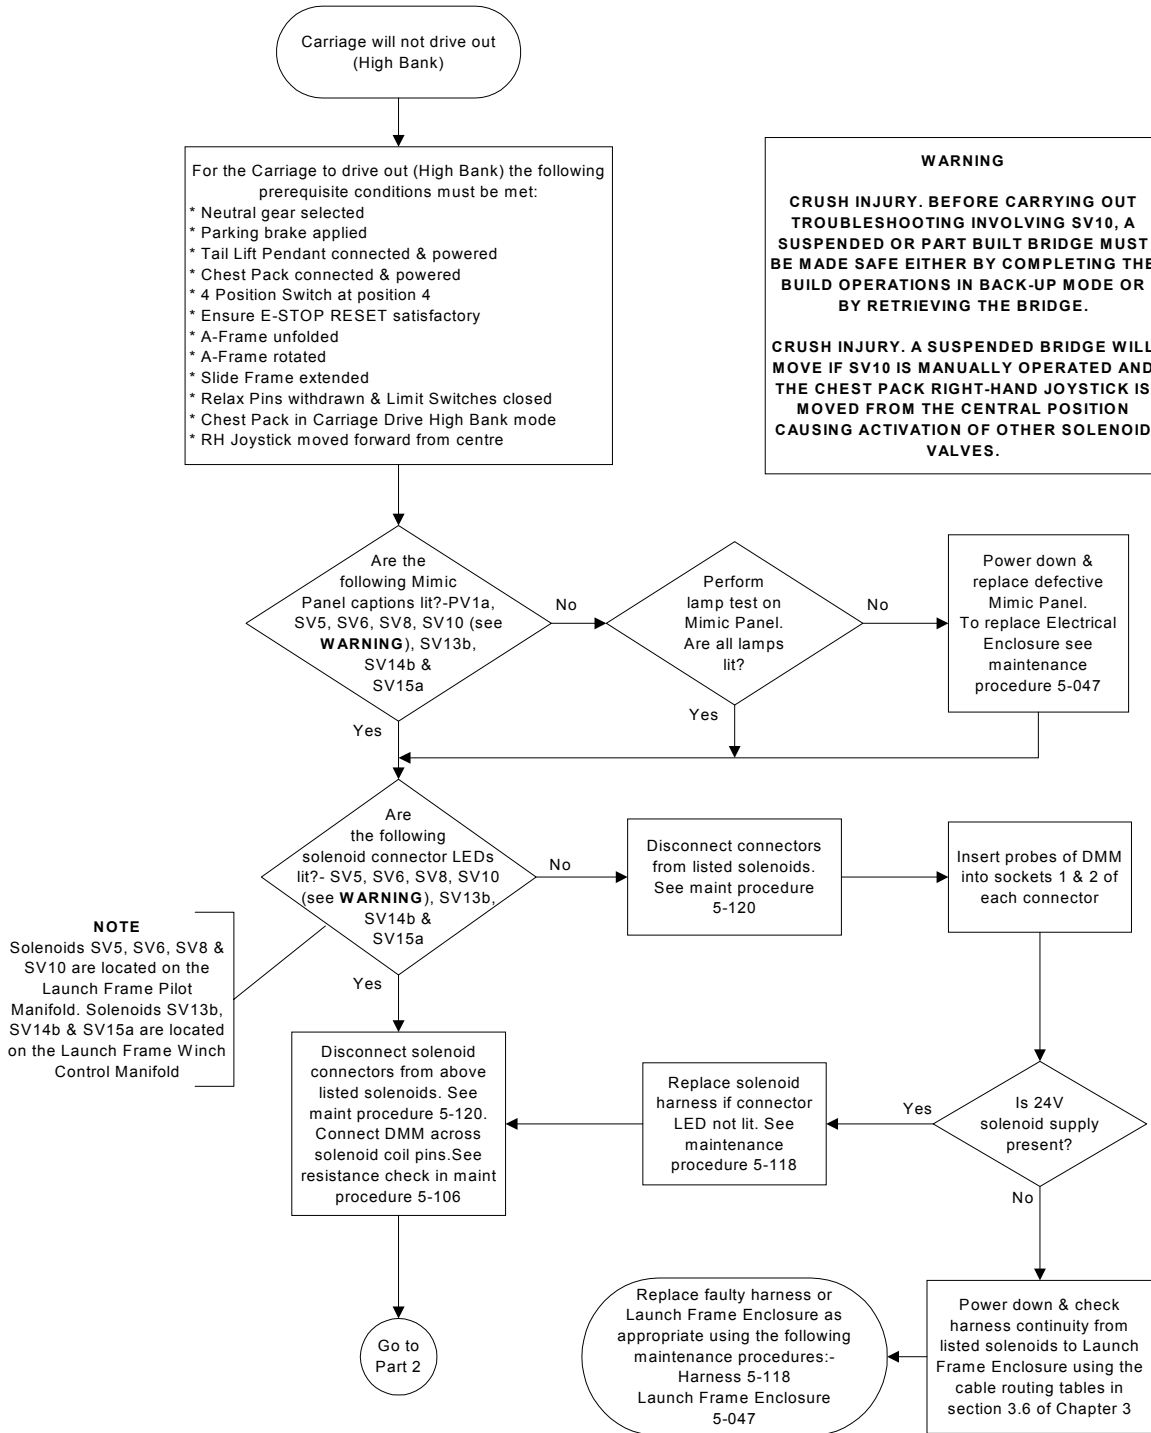 Carriage will not drive out
(High Bank)
For the Carriage to drive out (High Bank) the following
prerequisite conditions must be met:
* Neutral gear selected
* Parking brake applied
* Tail Lift Pendant connected & powered
* Chest Pack connected & powered
* 4 Position Switch at position 4
* Ensure E-STOP RESET satisfactory
* A-Frame unfolded
* A-Frame rotated
* Slide Frame extended
* Relax Pins withdrawn & Limit Switches closed
* Chest Pack in Carriage Drive High Bank mode
* RH Joystick moved forward from centre
WARNING
CRUSH INJURY. BEFORE CARRYING OUT
TROUBLESHOOTING INVOLVING SV10, A
SUSPENDED OR PART BUILT BRIDGE MUST
BE MADE SAFE EITHER BY COMPLETING THE
BUILD OPERATIONS IN BACK-UP MODE OR
BY RETRIEVING THE BRIDGE.
CRUSH INJURY. A SUSPENDED BRIDGE WILL
MOVE IF SV10 IS MANUALLY OPERATED AND
THE CHEST PACK RIGHT-HAND JOYSTICK IS
MOVED FROM THE CENTRAL POSITION
CAUSING ACTIVATION OF OTHER SOLENOID
VALVES.
Are the
following Mimic
Panel captions lit?-PV1a,
SV5, SV6, SV8, SV10 (see
WARNING), SV13b,
SV14b &
SV15a
No
Yes
Perform
lamp test on
Mimic Panel.
Are all lamps
lit?
No
Yes
Power down &
replace defective
Mimic Panel.
To replace Electrical
Enclosure see
maintenance
procedure 5-047
Are
the following
solenoid connector LEDs
lit?- SV5, SV6, SV8, SV10
(see WARNING), SV13b,
SV14b &
SV15a
No
Yes
Disconnect connectors
from listed solenoids.
See maint procedure
5-120
Insert probes of DMM
into sockets 1 & 2 of
each connector
NOTE
Solenoids SV5, SV6, SV8 &
SV10 are located on the
Launch Frame Pilot
Manifold. Solenoids SV13b,
SV14b & SV15a are located
on the Launch Frame Winch
Control Manifold
Disconnect solenoid
connectors from above
listed solenoids. See
maint procedure 5-120.
Connect DMM across
solenoid coil pins.See
resistance check in maint
procedure 5-106
Replace solenoid
harness if connector
LED not lit. See
maintenance
procedure 5-118
Yes
Is 24V
solenoid supply
present?
No
Go to
Part 2
Replace faulty harness or
Launch Frame Enclosure as
appropriate using the following
maintenance procedures:-
Harness 5-118
Launch Frame Enclosure
5-047
Power down & check
harness continuity from
listed solenoids to Launch
Frame Enclosure using the
cable routing tables in
section 3.6 of Chapter 3